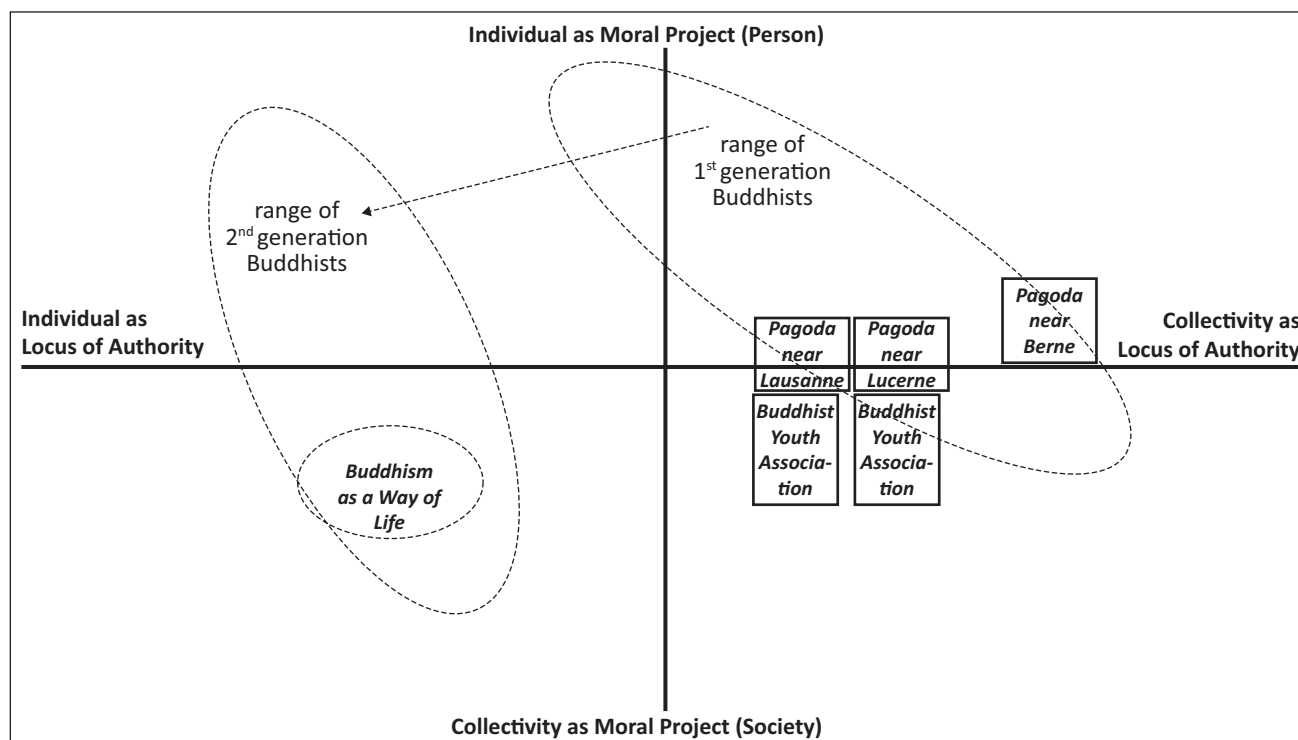 Individual as Moral Project (Person)
range of
1st generation
Buddhists
range of
2nd generation
Buddhists
Individual as
Locus of Authority
Collectivity as
Locus of Authority
Pagoda
near
Berne
Pagoda
near
Lausanne
Pagoda
near
Lucerne
Buddhist
Youth
Associa-
tion
Buddhist
Youth
Associa-
tion
Buddhism
as a Way of
Life
Collectivity as Moral Project (Society)